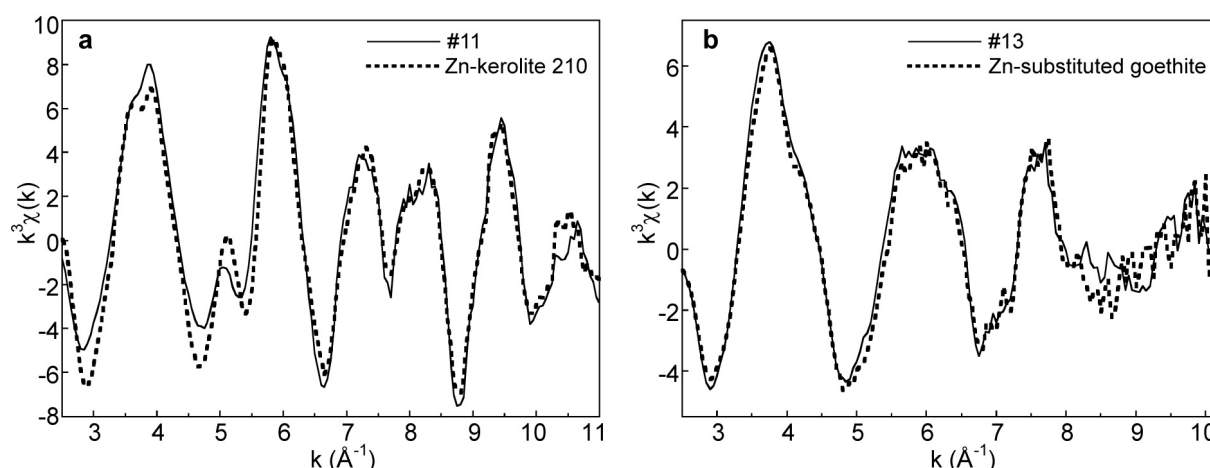 a
#11
Zn-kerolite 210
k³χ(k)
10
8
6
4
2
0
-2
-4
-6
-8
3 4 5 6 7 8 9 10 11
k (Å⁻¹)
b
#13
Zn-substituted goethite
k³χ(k)
6
4
2
0
-2
-4
3 4 5 6 7 8 9 10
k (Å⁻¹)